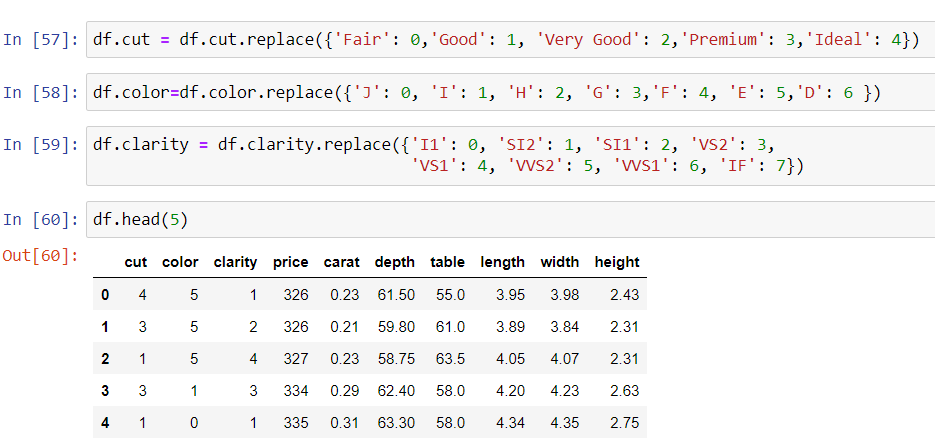 In [57]: df.cut = df.cut.replace({'Fair': 0,'Good': 1, 'Very Good': 2,'Premium': 3,'Ideal': 4})
In [58]: df.color=df.color.replace({'J': 0, 'I': 1, 'H': 2, 'G': 3,'F': 4, 'E': 5,'D': 6 })
In [59]: df.clarity = df.clarity.replace({'I1': 0, 'SI2': 1, 'SI1': 2, 'VS2': 3,
'VS1': 4, 'VVS2': 5, 'VVS1': 6, 'IF': 7})
In [60]: df.head(5)
Out[60]:
cut color clarity price carat depth table length width height
0 4 5 1 326 0.23 61.50 55.0 3.95 3.98 2.43
1 3 5 2 326 0.21 59.80 61.0 3.89 3.84 2.31
2 1 5 4 327 0.23 58.75 63.5 4.05 4.07 2.31
3 3 1 3 334 0.29 62.40 58.0 4.20 4.23 2.63
4 1 0 1 335 0.31 63.30 58.0 4.34 4.35 2.75